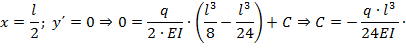 x = l/2; y′ = 0 ⇒ 0 = q/(2·EI) · (l³/8 − l³/24) + C ⇒ C = − (q·l³)/(24EI) ·